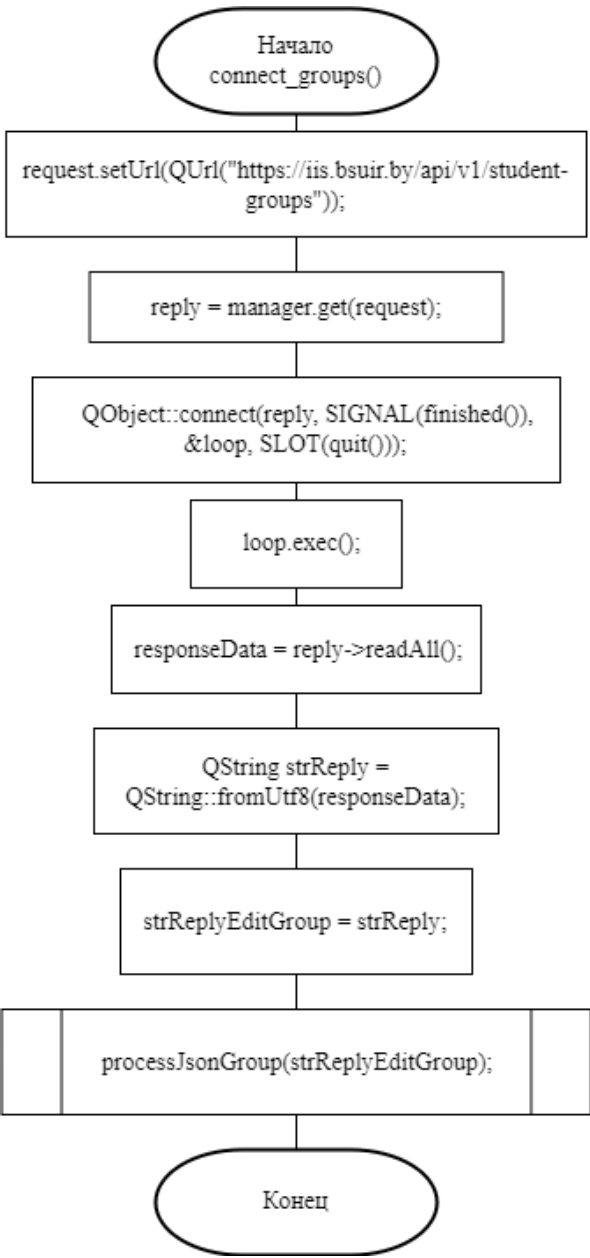 Начало
connect_groups()
request.setUrl(QUrl("https://iis.bsuir.by/api/v1/student-
groups"));
reply = manager.get(request);
QObject::connect(reply, SIGNAL(finished()),
&loop, SLOT(quit()));
loop.exec();
responseData = reply->readAll();
QString strReply =
QString::fromUtf8(responseData);
strReplyEditGroup = strReply;
processJsonGroup(strReplyEditGroup);
Конец